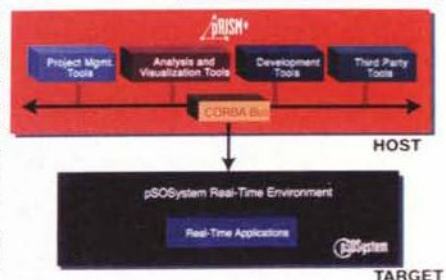 pRISM+
Project Mgmt. Tools
Analysis and Visualization Tools
Development Tools
Third Party Tools
CORBA Bus
HOST
pSOSystem Real-Time Environment
Real-Time Applications
pSOSystem
TARGET